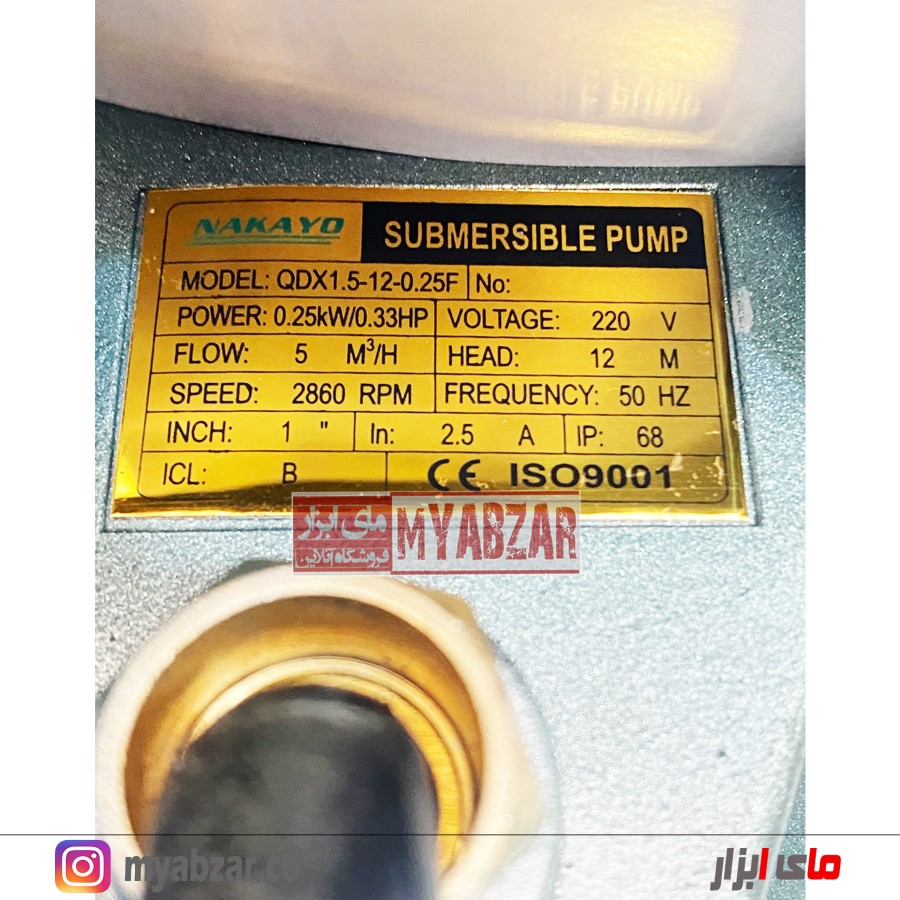 NAKAYO SUBMERSIBLE PUMP
MODEL: QDX1.5-12-0.25F No:
POWER: 0.25kW/0.33HP VOLTAGE: 220 V
FLOW: 5 M³/H HEAD: 12 M
SPEED: 2860 RPM FREQUENCY: 50 HZ
INCH: 1 " In: 2.5 A IP: 68
ICL: B CE ISO9001
مای ابزار MYABZAR
فروشگاه آنلاین
myabzar.co
مای ابزار